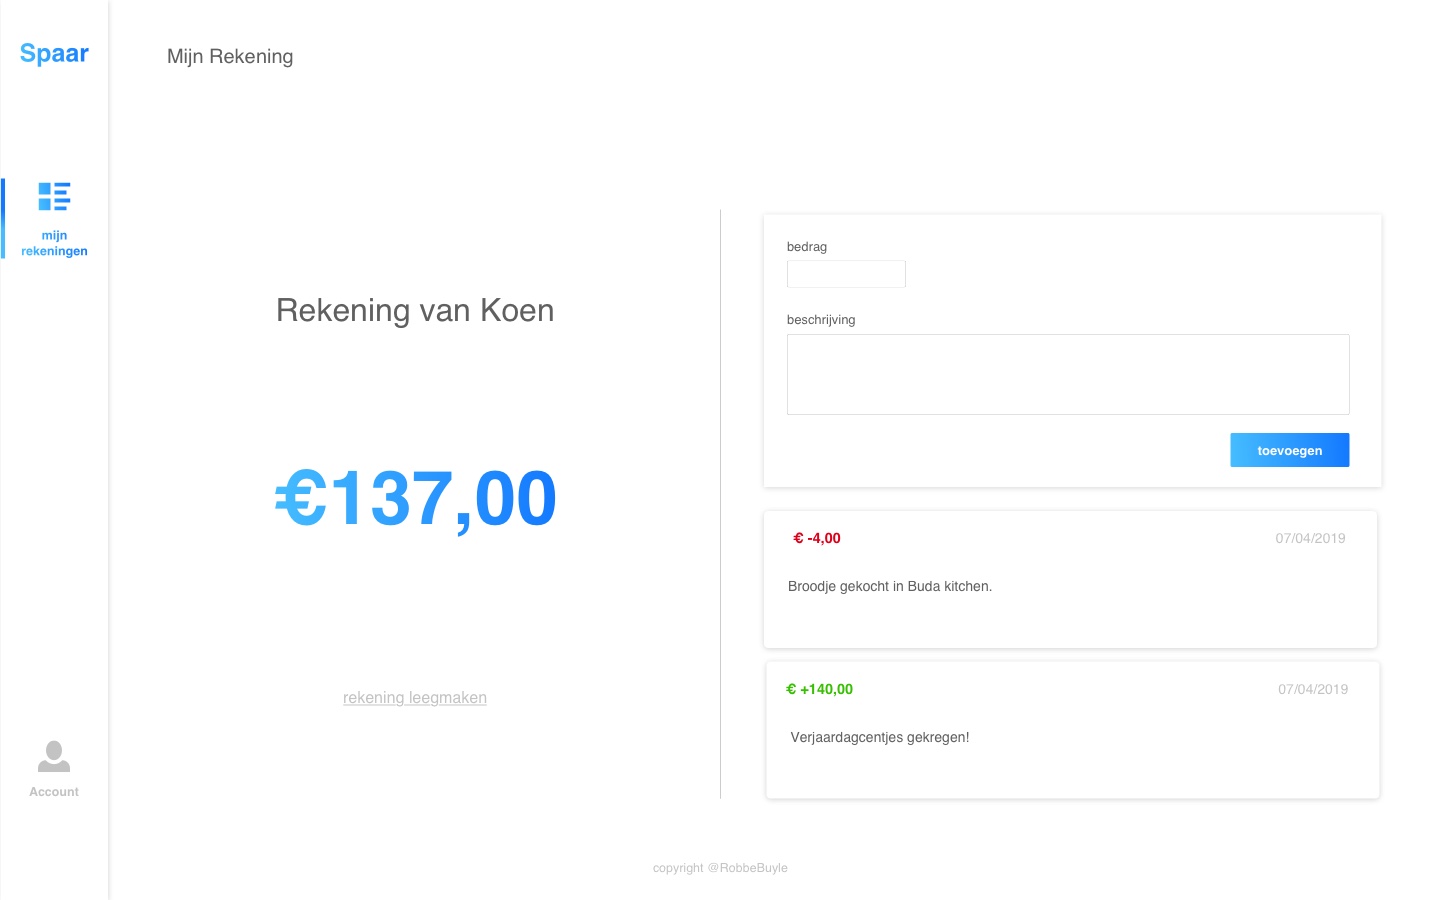 Spaar
Mijn Rekening
mijn
rekeningen
Rekening van Koen
€137,00
rekening leegmaken
bedrag
beschrijving
toevoegen
€ -4,00 07/04/2019
Broodje gekocht in Buda kitchen.
€ +140,00 07/04/2019
Verjaardagcentjes gekregen!
Account
copyright @RobbeBuyle